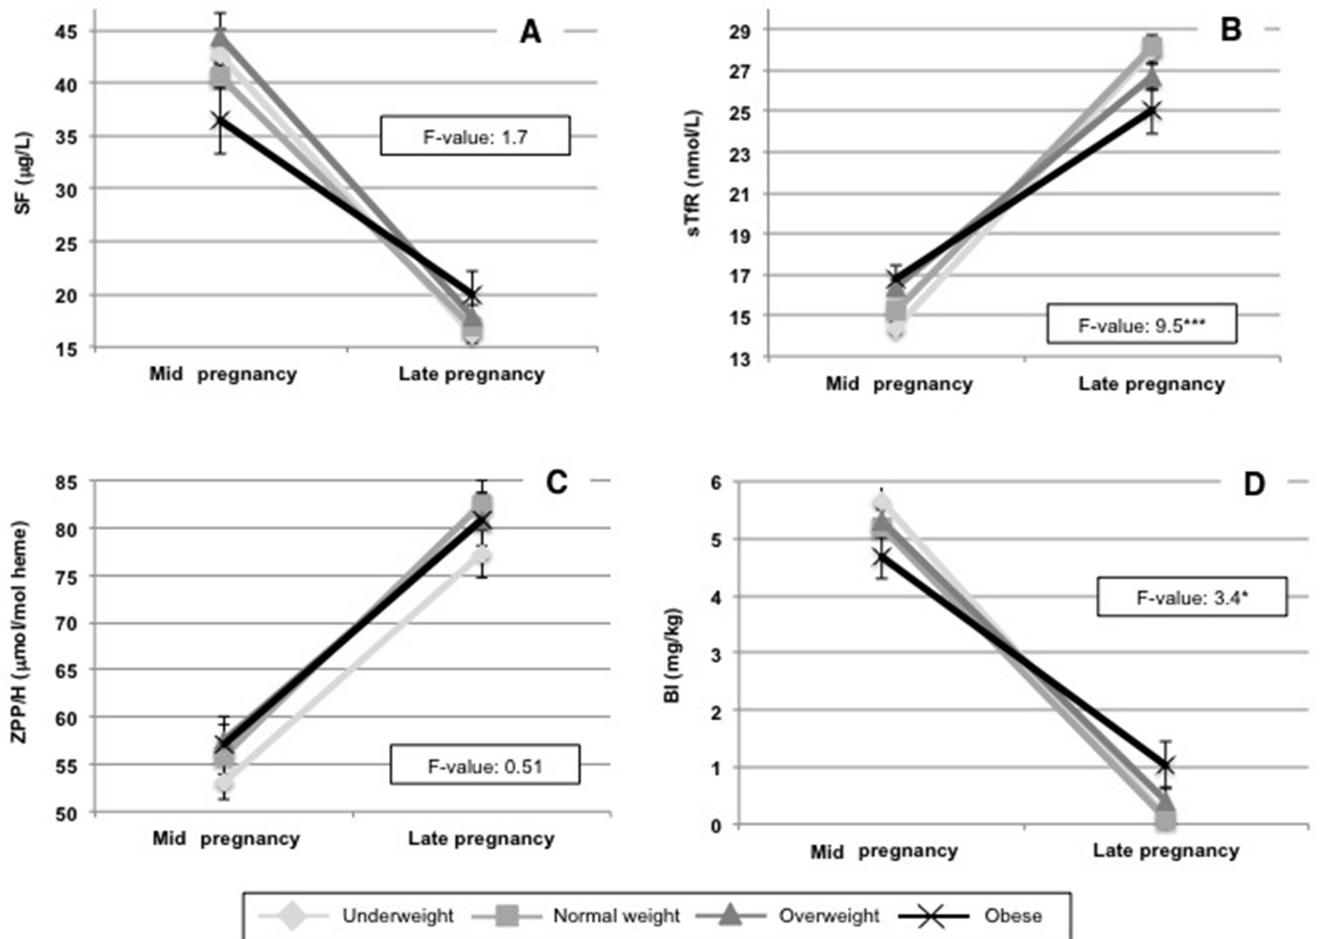 A
45
40
35
30
25
20
15
SF (µg/L)
F-value: 1.7
Mid pregnancy
Late pregnancy
B
29
27
25
23
21
19
17
15
13
sTfR (nmol/L)
F-value: 9.5***
Mid pregnancy
Late pregnancy
C
85
80
75
70
65
60
55
50
ZPP/H (µmol/mol heme)
F-value: 0.51
Mid pregnancy
Late pregnancy
D
6
5
4
3
2
1
0
BI (mg/kg)
F-value: 3.4*
Mid pregnancy
Late pregnancy
Underweight Normal weight Overweight Obese